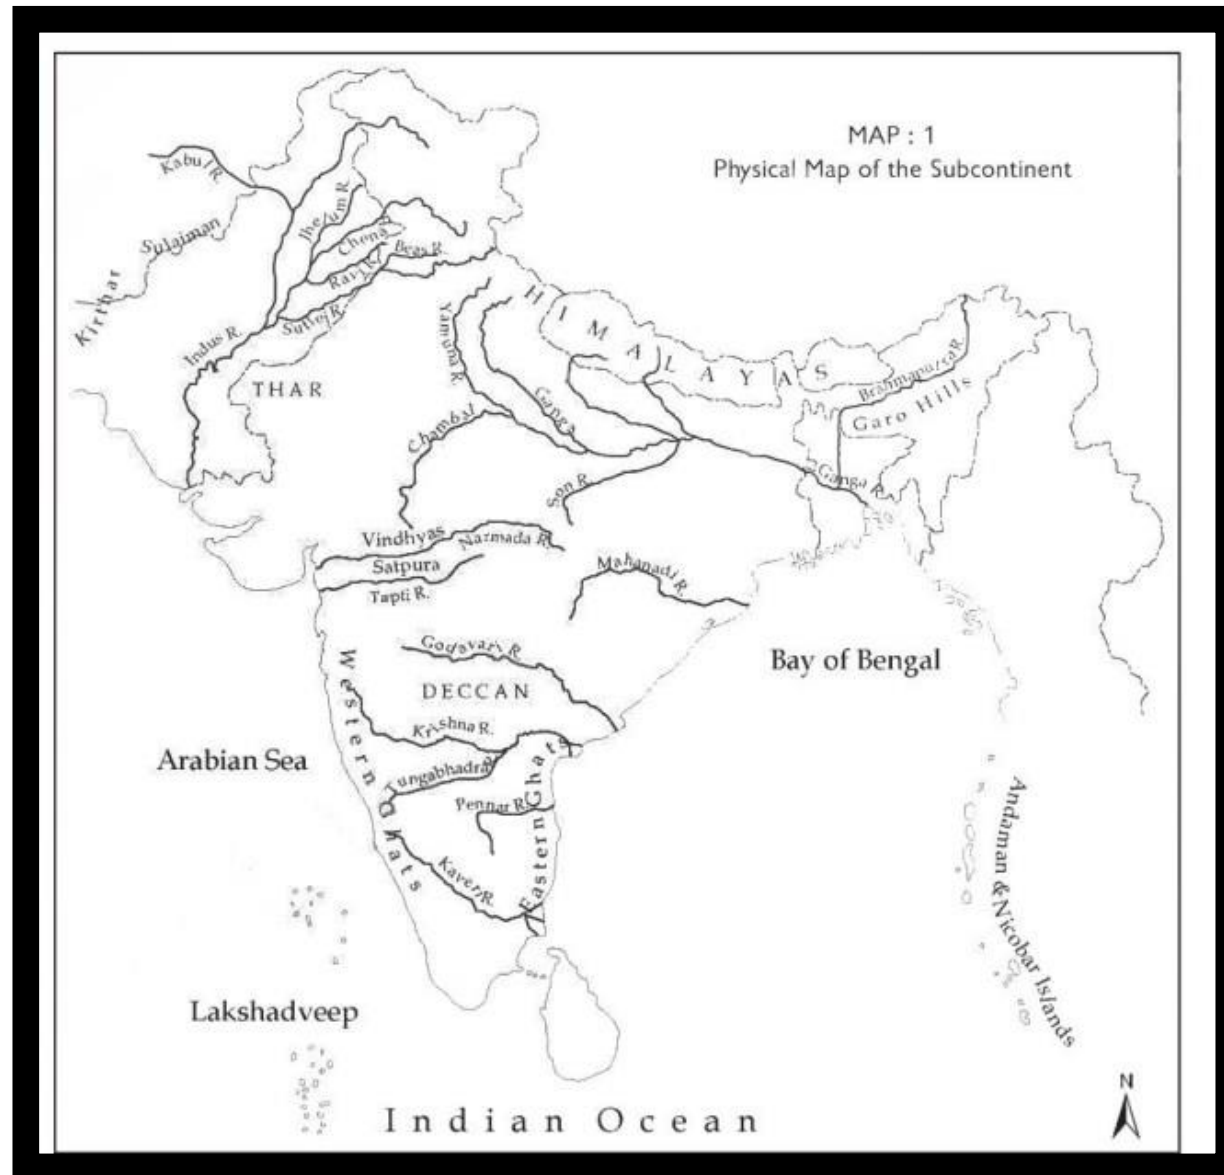 MAP : 1
Physical Map of the Subcontinent
Kabul R.
Sulaiman
Kirthar
Jhelum R.
Chenab
Ravi R.
Beas R.
Sutlej R.
Indus R.
THAR
HIMALAYAS
Yamuna R.
Ganga
Chambal
Son R.
Brahmaputra R.
Garo Hills
Ganga R.
Vindhyas
Narmada R.
Satpura
Tapti R.
Mahanadi R.
Godavari R.
DECCAN
Western Ghats
Krishna R.
Tungabhadra R.
Pennar R.
Eastern Ghats
Kaveri R.
Bay of Bengal
Arabian Sea
Andaman & Nicobar Islands
Lakshadveep
Indian Ocean
N